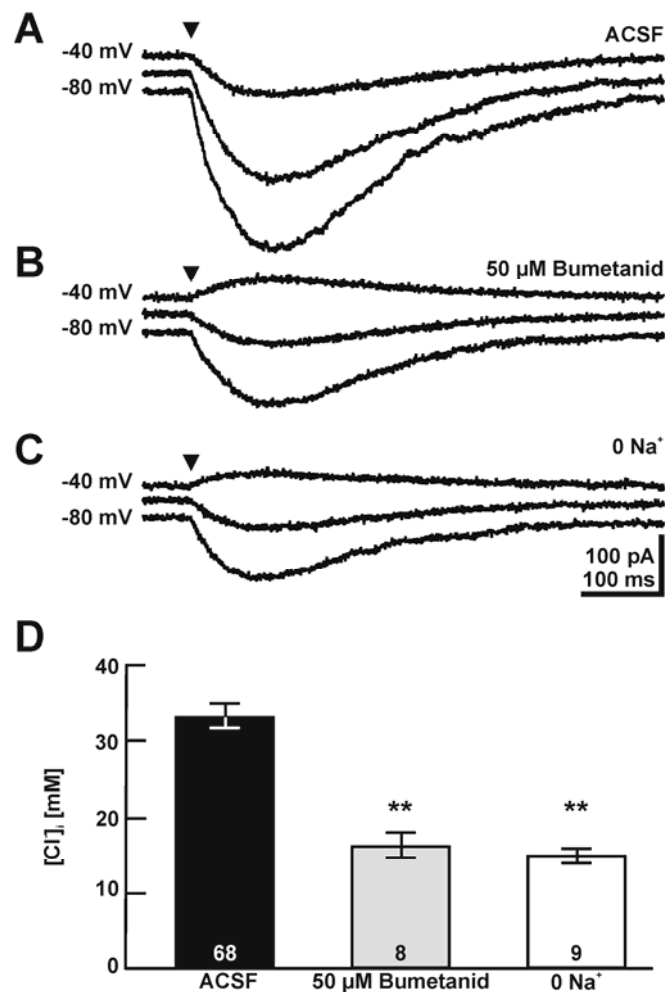 A
ACSF
-40 mV
-80 mV
B
50 µM Bumetanid
-40 mV
-80 mV
C
0 Na⁺
-40 mV
-80 mV
100 pA
100 ms
D
40
30
20
10
0
[Cl⁻]ᵢ [mM]
** **
68 8 9
ACSF 50 µM Bumetanid 0 Na⁺